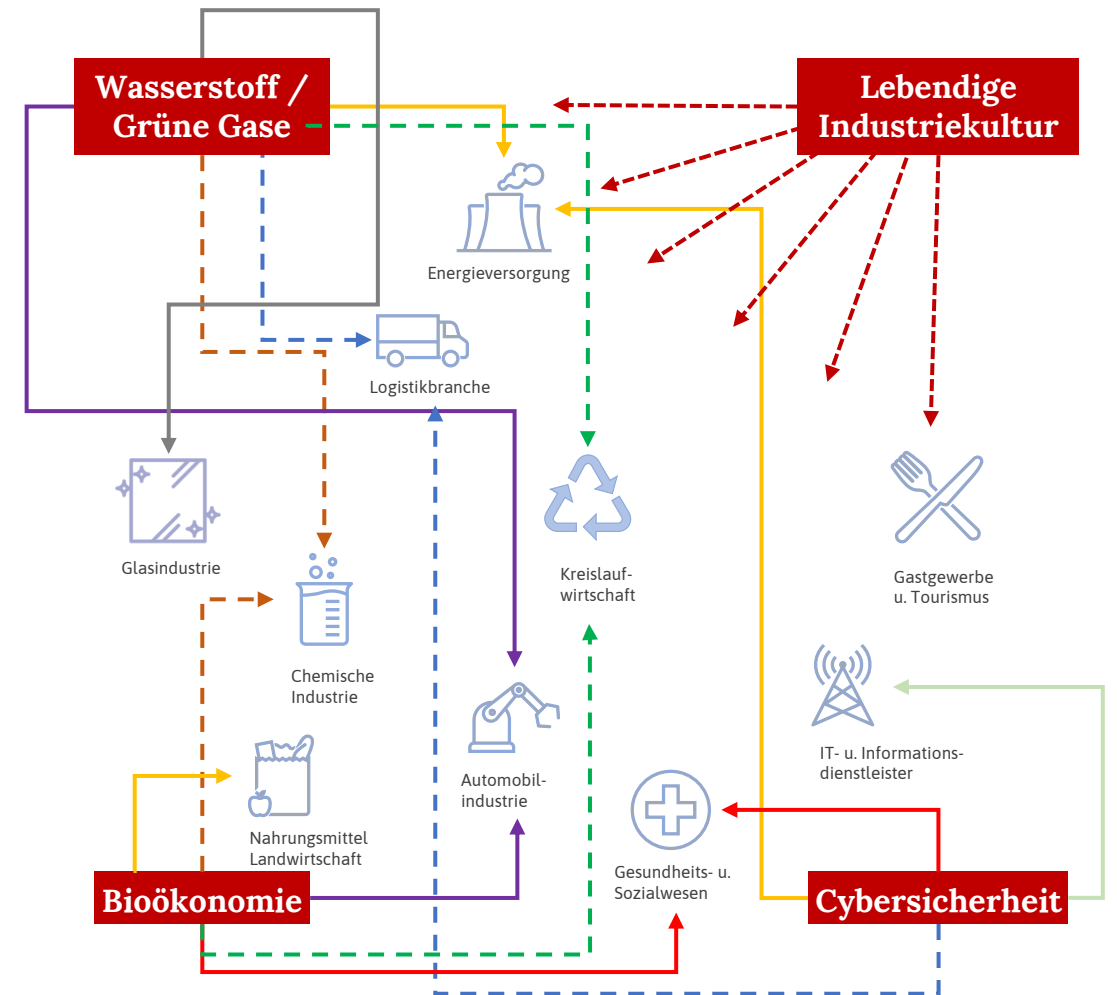 Wasserstoff /
Grüne Gase
Lebendige
Industriekultur
Energieversorgung
Logistikbranche
Glasindustrie
Kreislauf-
wirtschaft
Gastgewerbe
u. Tourismus
Chemische
Industrie
IT- u. Informations-
dienstleister
Automobil-
industrie
Nahrungsmittel
Landwirtschaft
Gesundheits- u.
Sozialwesen
Bioökonomie
Cybersicherheit